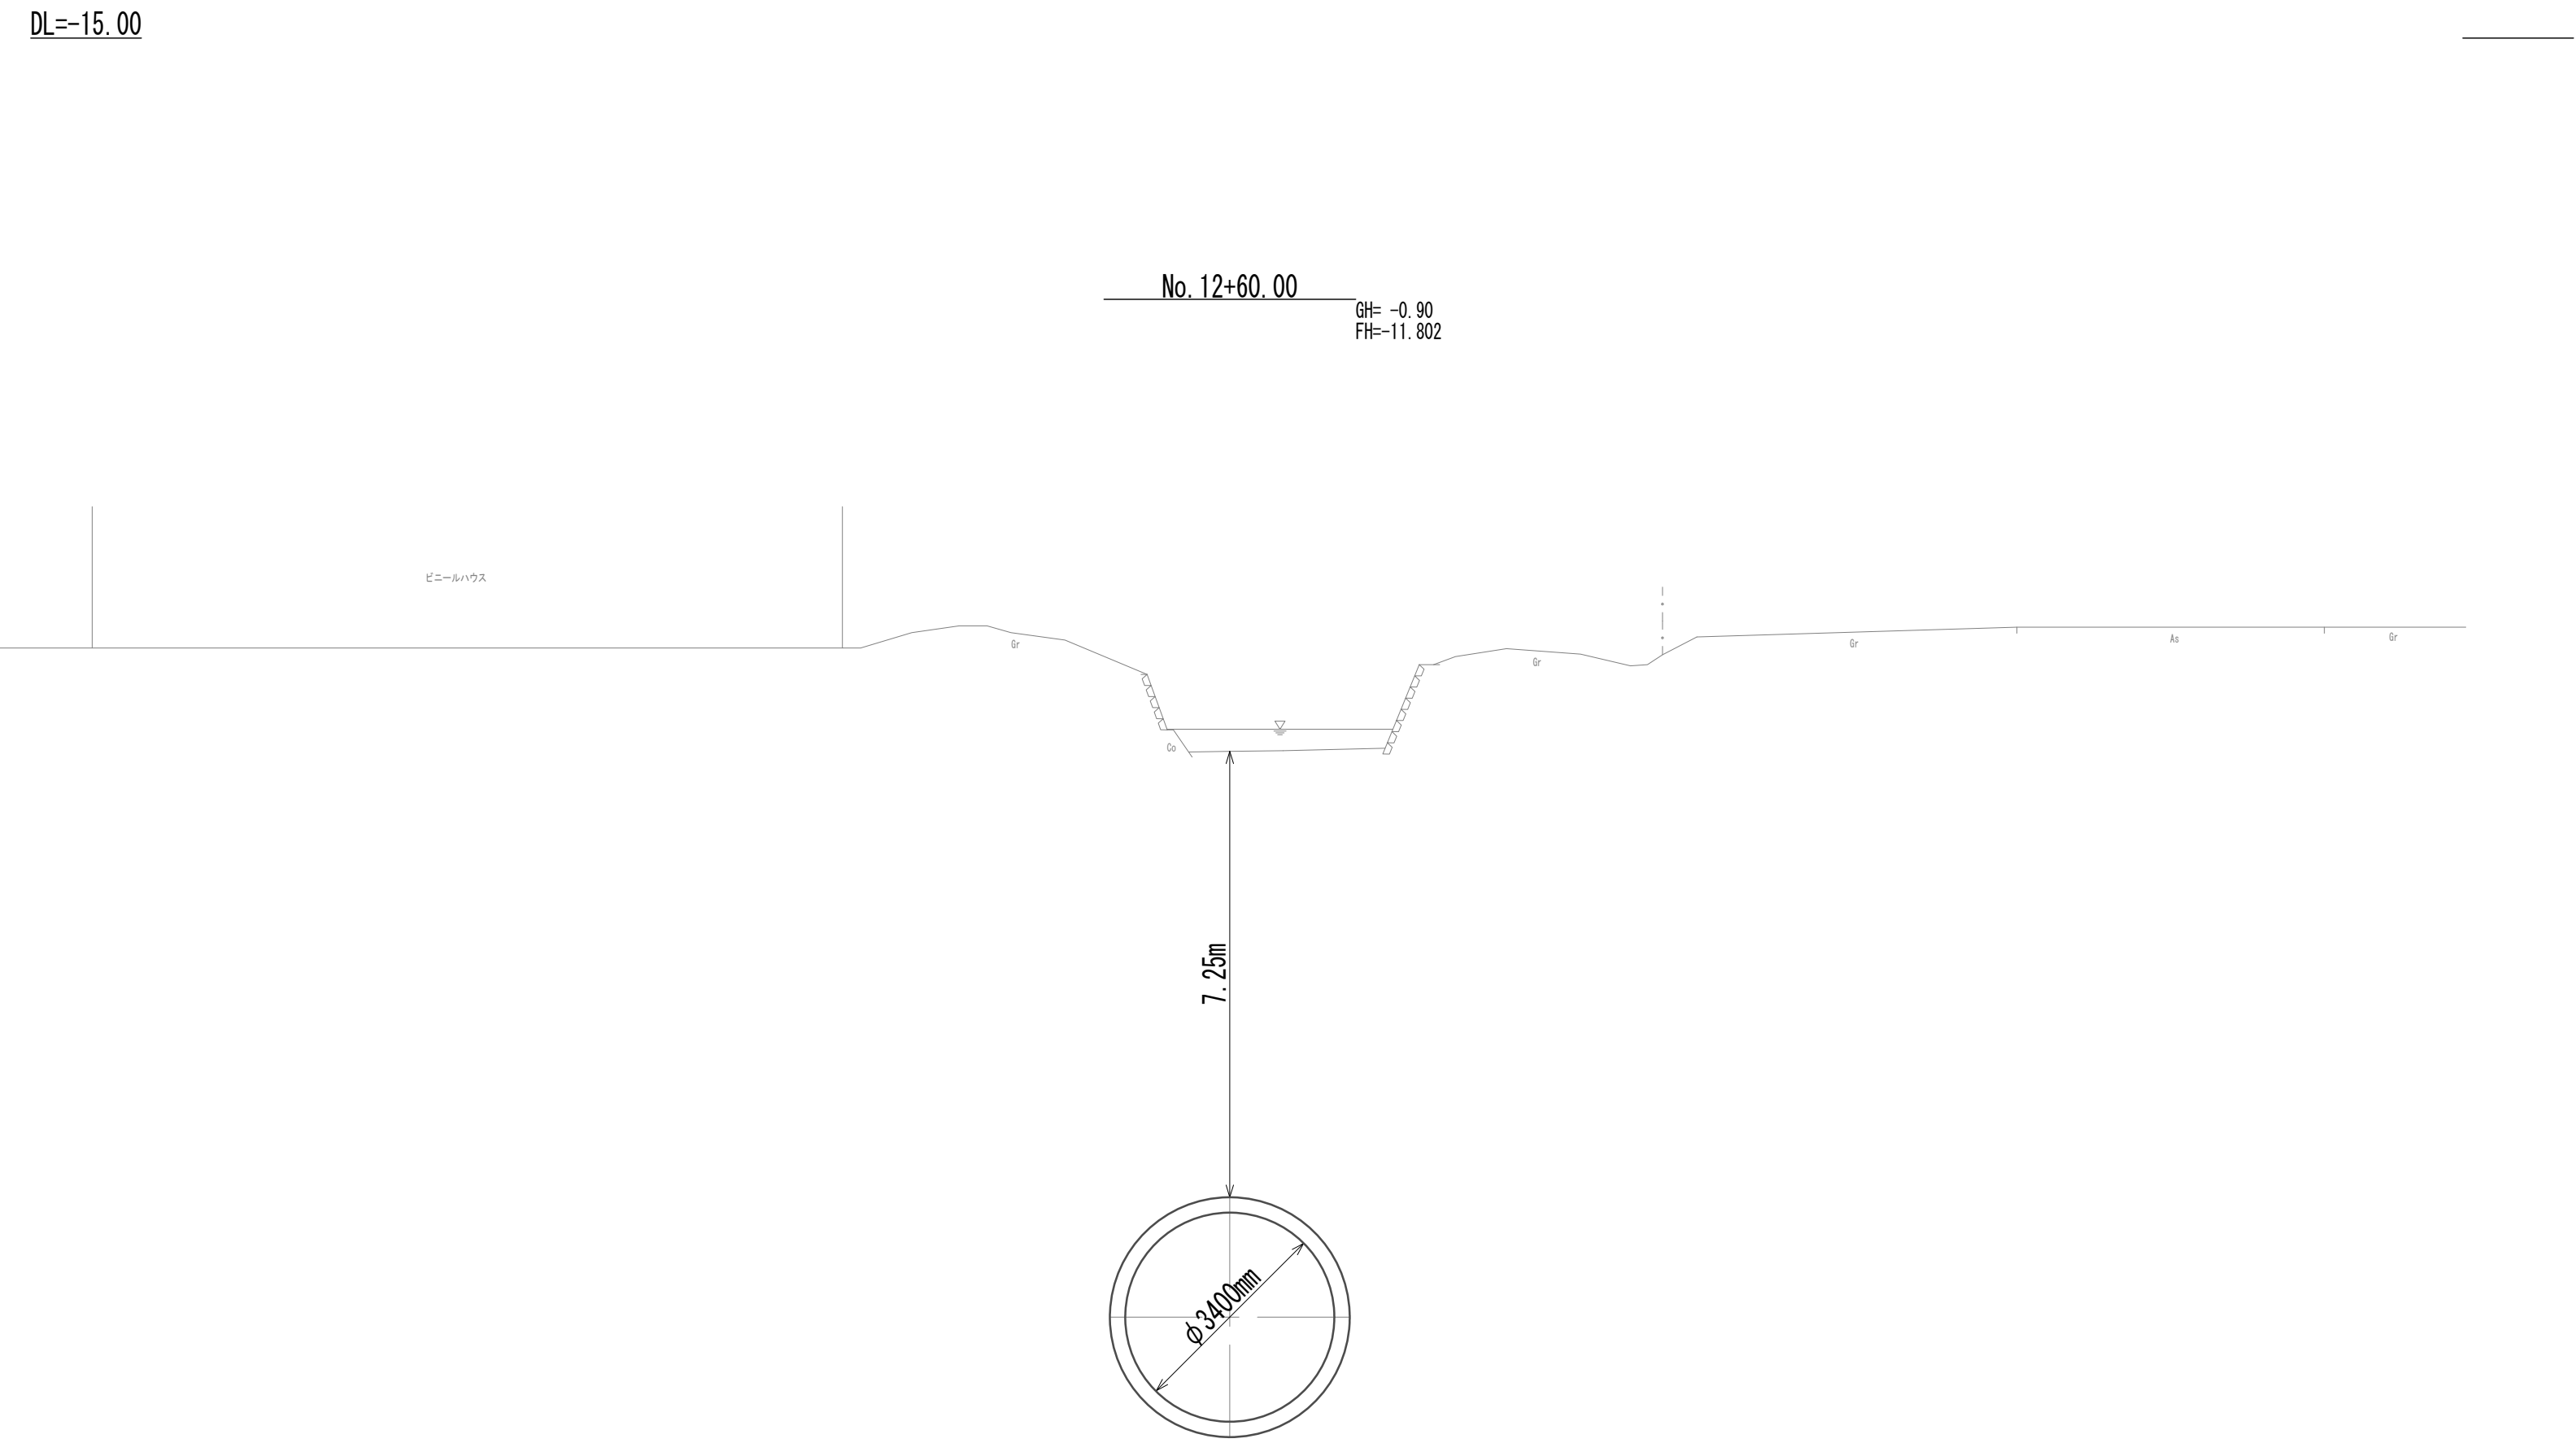 DL=-15.00
No.12+60.00
GH= -0.90
FH=-11.802
ビニールハウス
Gr
Gr
Gr
As
Gr
Co
7.25m
φ3400mm